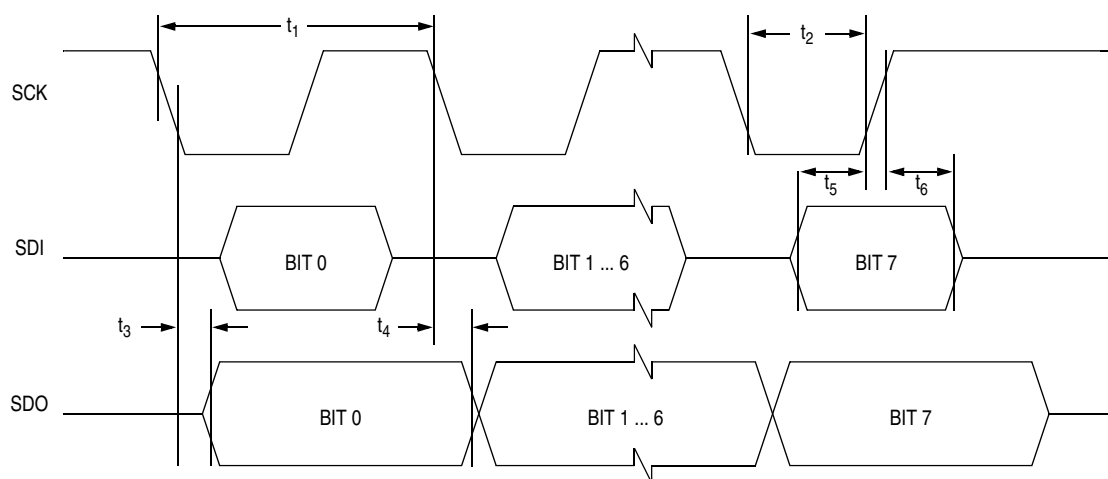 t1
t2
SCK
t5
t6
SDI
BIT 0
BIT 1 ... 6
BIT 7
t3
t4
SDO
BIT 0
BIT 1 ... 6
BIT 7